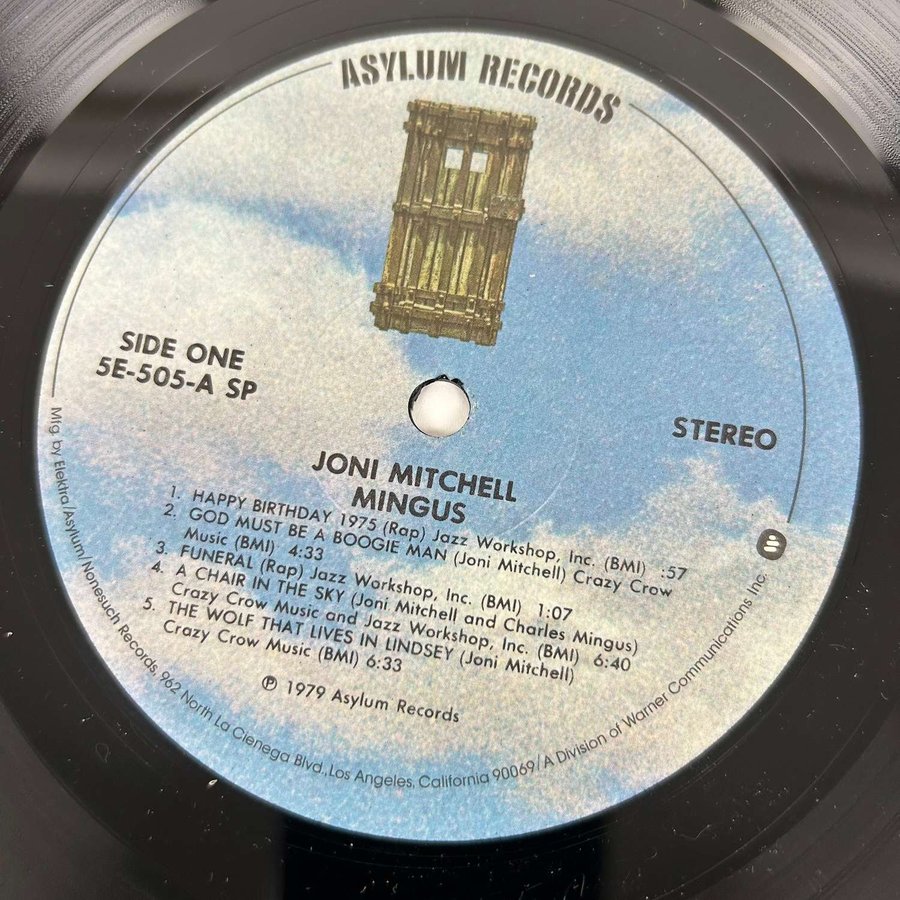 ASYLUM RECORDS
SIDE ONE
5E-505-A SP
STEREO
JONI MITCHELL
MINGUS
1. HAPPY BIRTHDAY 1975 (Rap) Jazz Workshop, Inc. (BMI) :57
2. GOD MUST BE A BOOGIE MAN (Joni Mitchell) Crazy Crow
Music (BMI) 4:33
3. FUNERAL (Rap) Jazz Workshop, Inc. (BMI) 1:07
4. A CHAIR IN THE SKY (Joni Mitchell and Charles Mingus)
Crazy Crow Music and Jazz Workshop, Inc. (BMI) 6:40
5. THE WOLF THAT LIVES IN LINDSEY (Joni Mitchell)
Crazy Crow Music (BMI) 6:33
℗ 1979 Asylum Records
Mfg. by Elektra/Asylum/Nonesuch Records, 962 North La Cienega Blvd., Los Angeles, California 90069/A Division of Warner Communications Inc.